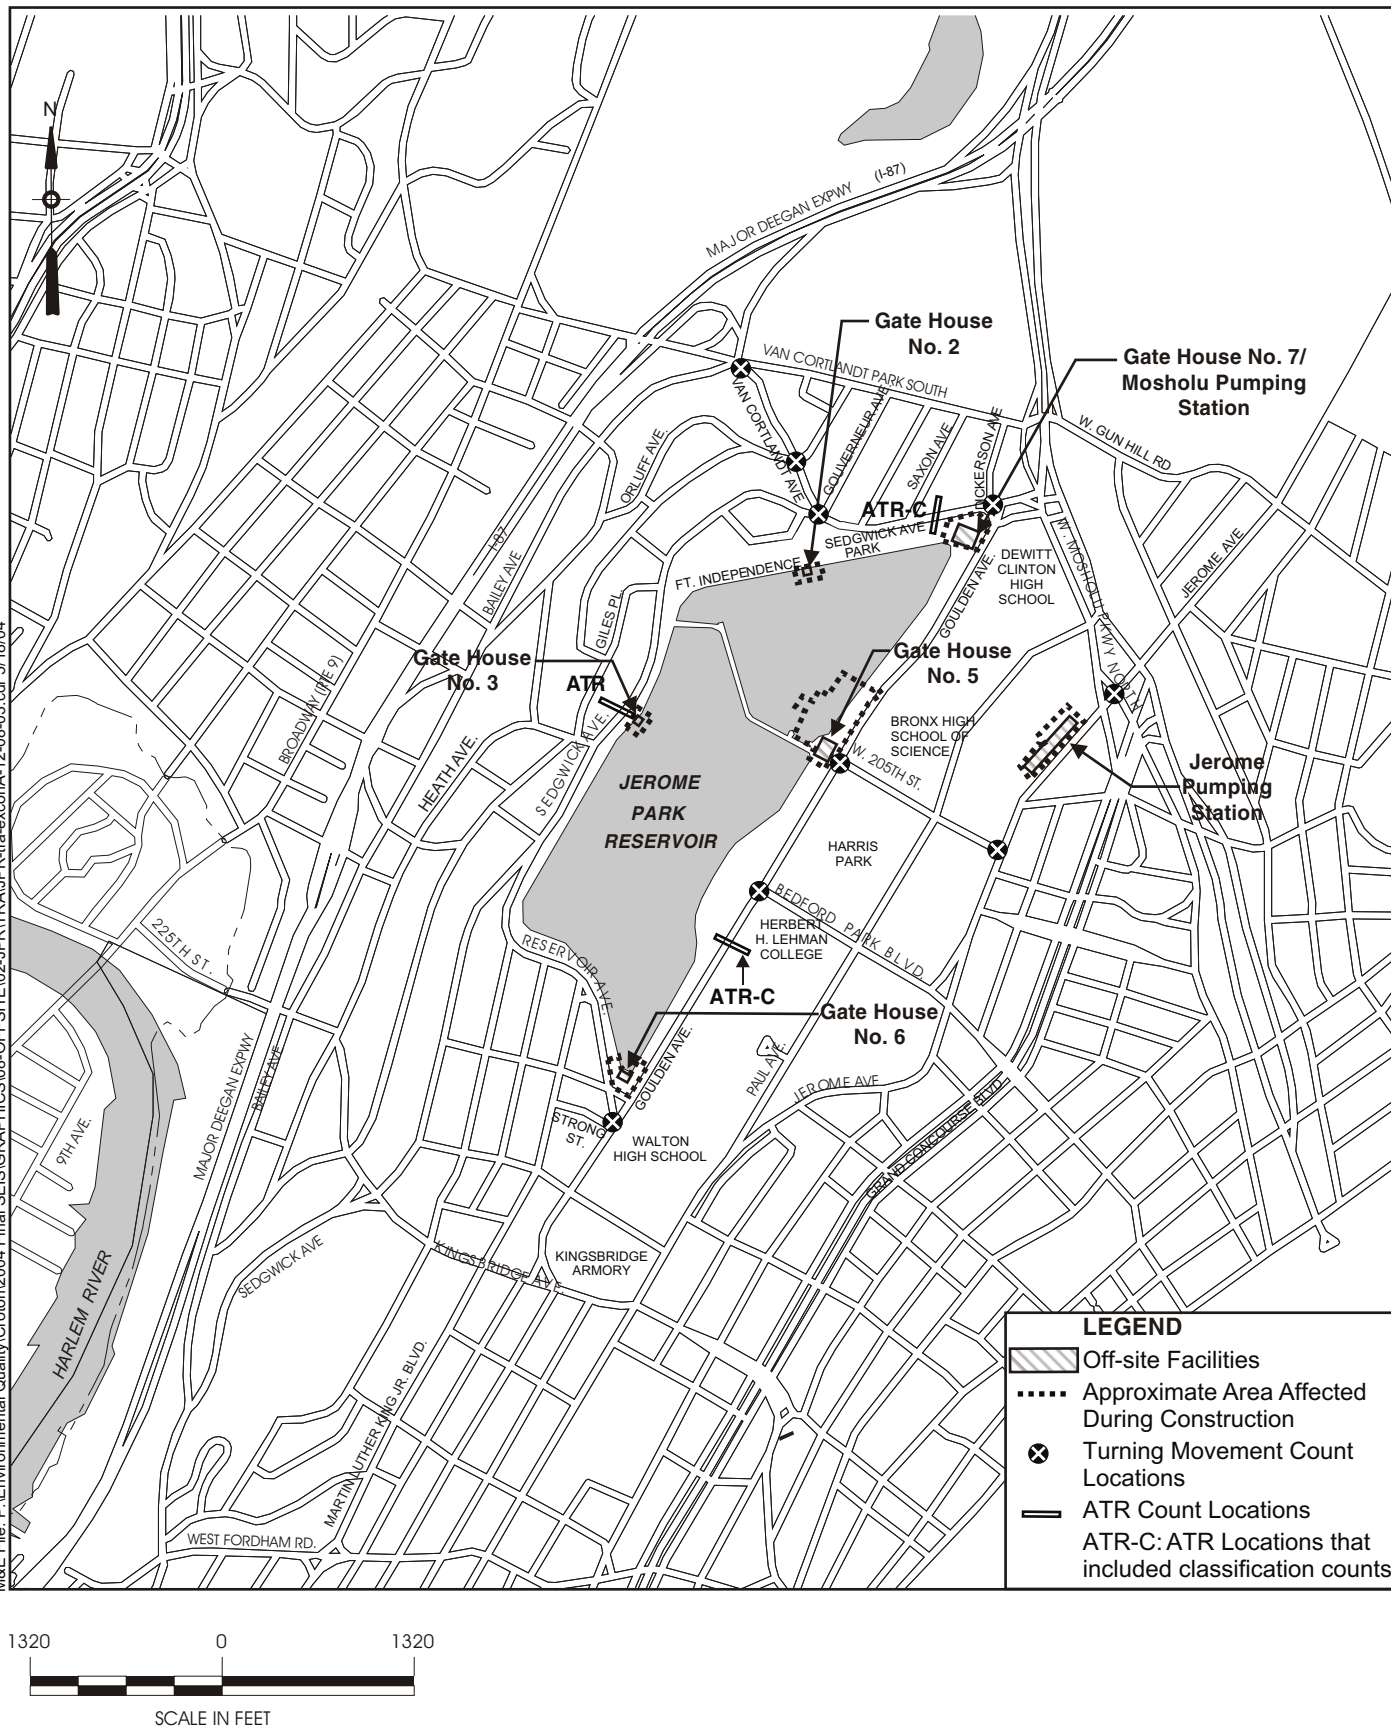 N
MAJOR DEEGAN EXPWY
(I-87)
Gate House
No. 2
VAN CORTLANDT PARK SOUTH
Gate House No. 7/
Mosholu Pumping
Station
VAN CORTLANDT AVE
GOUVERNEUR AVE
SAXON AVE
DICKERSON AVE
W. GUN HILL RD
ORLUFF AVE.
ATR-C
SEDGWICK AVE
PARK
FT. INDEPENDENCE
I-87
BAILEY AVE
DEWITT
CLINTON
HIGH
SCHOOL
W. MOSHOLU PKWY NORTH
JEROME AVE
GOULDEN AVE.
GILES PL.
Gate House
No. 3
ATR
Gate House
No. 5
BROADWAY (RTE 9)
HEATH AVE.
SEDGWICK AVE.
BRONX HIGH
SCHOOL OF
SCIENCE
W. 205TH ST.
Jerome
Pumping
Station
JEROME
PARK
RESERVOIR
HARRIS
PARK
BEDFORD PARK BLVD.
HERBERT
H. LEHMAN
COLLEGE
225TH ST.
RESERVOIR AVE.
ATR-C
Gate House
No. 6
GOULDEN AVE.
PAUL AVE.
JEROME AVE
MAJOR DEEGAN EXPWY
BAILEY AVE
9TH AVE.
STRONG
ST.
WALTON
HIGH SCHOOL
GRAND CONCOURSE BLVD.
SEDGWICK AVE
KINGSBRIDGE AVE.
KINGSBRIDGE
ARMORY
HARLEM RIVER
MARTIN LUTHER KING JR. BLVD.
WEST FORDHAM RD.
LEGEND
Off-site Facilities
Approximate Area Affected
During Construction
Turning Movement Count
Locations
ATR Count Locations
ATR-C: ATR Locations that
included classification counts
1320 0 1320
SCALE IN FEET